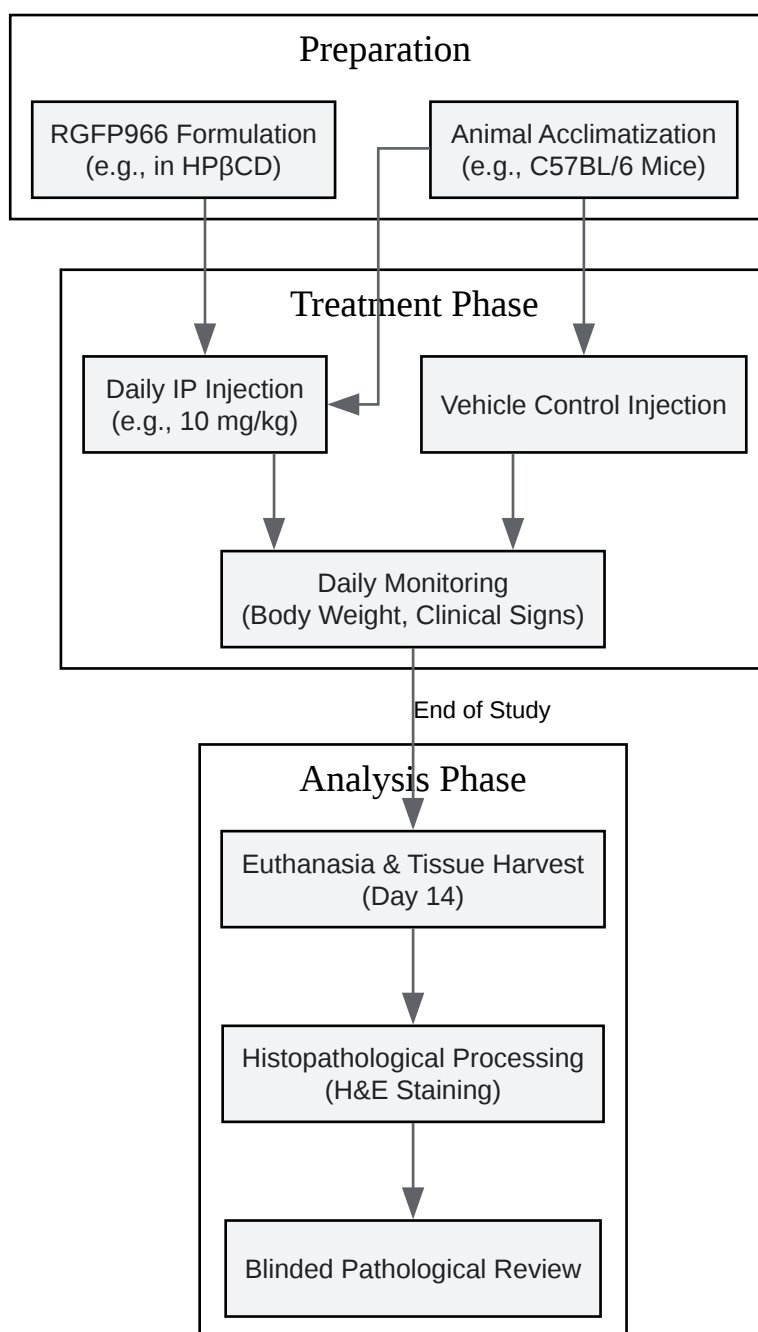 Preparation
RGFP966 Formulation
(e.g., in HPβCD)
Animal Acclimatization
(e.g., C57BL/6 Mice)
Treatment Phase
Daily IP Injection
(e.g., 10 mg/kg)
Vehicle Control Injection
Daily Monitoring
(Body Weight, Clinical Signs)
End of Study
Analysis Phase
Euthanasia & Tissue Harvest
(Day 14)
Histopathological Processing
(H&E Staining)
Blinded Pathological Review